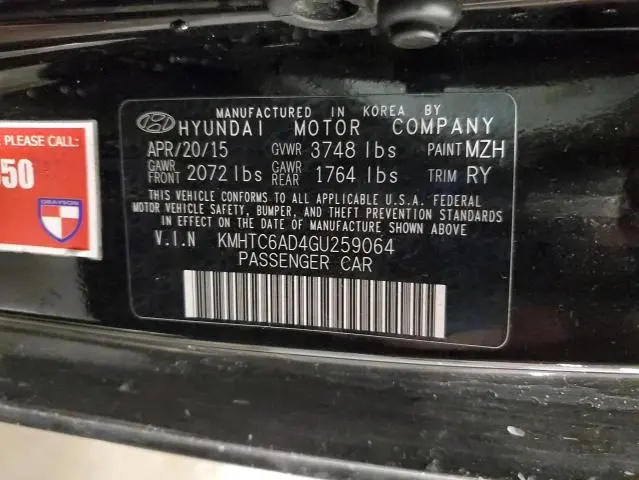 MANUFACTURED IN KOREA BY
HYUNDAI MOTOR COMPANY
APR/20/15 GVWR 3748 lbs PAINT MZH
GAWR FRONT 2072 lbs GAWR REAR 1764 lbs TRIM RY
THIS VEHICLE CONFORMS TO ALL APPLICABLE U.S.A. FEDERAL
MOTOR VEHICLE SAFETY, BUMPER, AND THEFT PREVENTION STANDARDS
IN EFFECT ON THE DATE OF MANUFACTURE SHOWN ABOVE
V.I.N KMHTC6AD4GU259064
PASSENGER CAR
PLEASE CALL:
50
GRAYSON